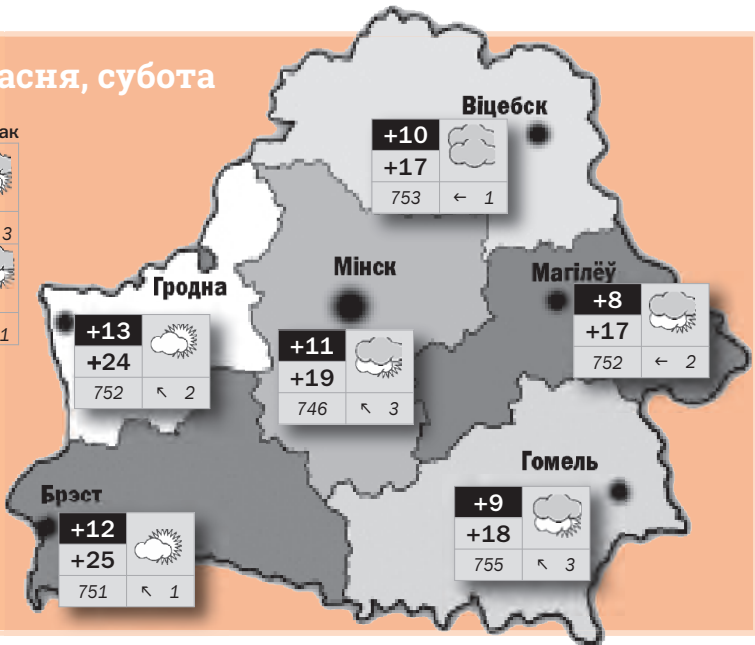 асня, субота
ак
3
1
Віцебск
+10
+17
753 ← 1
Мінск
+11
+19
746 ↖ 3
Магілёў
+8
+17
752 ← 2
Гродна
+13
+24
752 ↖ 2
Гомель
+9
+18
755 ↖ 3
Брэст
+12
+25
751 ↖ 1